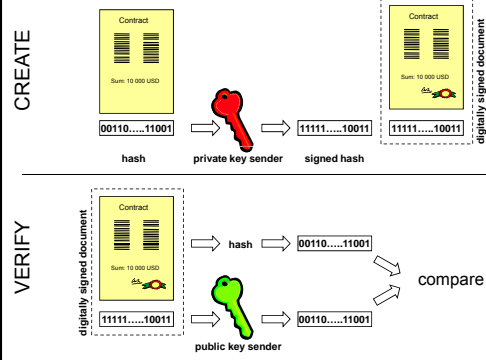 CREATE
Contract
Sum: 10 000 USD
00110.....11001
hash
private key sender
11111.....10011
signed hash
Contract
Sum: 10 000 USD
11111.....10011
digitally signed document
VERIFY
digitally signed document
Contract
Sum: 10 000 USD
11111.....10011
hash
00110.....11001
public key sender
00110.....11001
compare